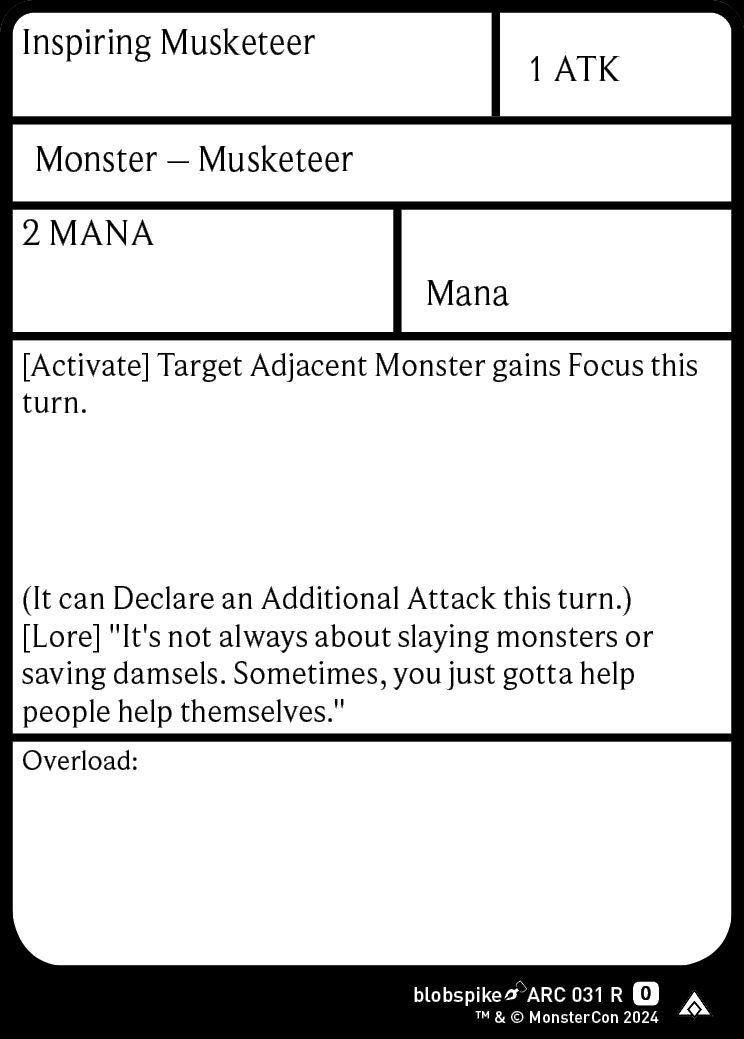 Inspiring Musketeer
1 ATK
Monster – Musketeer
2 MANA
Mana
[Activate] Target Adjacent Monster gains Focus this
turn.
(It can Declare an Additional Attack this turn.)
[Lore] "It's not always about slaying monsters or
saving damsels. Sometimes, you just gotta help
people help themselves."
Overload:
blobspike ARC 031 R 0
™ & © MonsterCon 2024